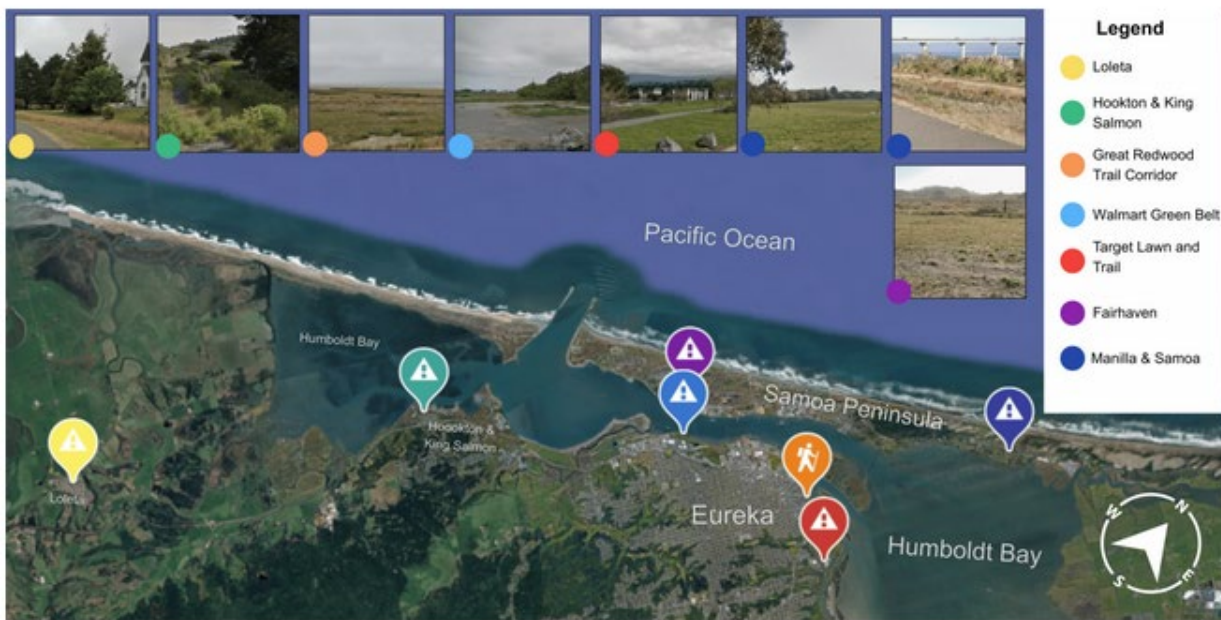 Legend
Loleta
Hookton & King
Salmon
Great Redwood
Trail Corridor
Walmart Green Belt
Target Lawn and
Trail
Fairhaven
Manilla & Samoa
Pacific Ocean
Humboldt Bay
Samoa Peninsula
Hoookton &
King Salmon
Loleta
Eureka
Humboldt Bay
N
W
E
S